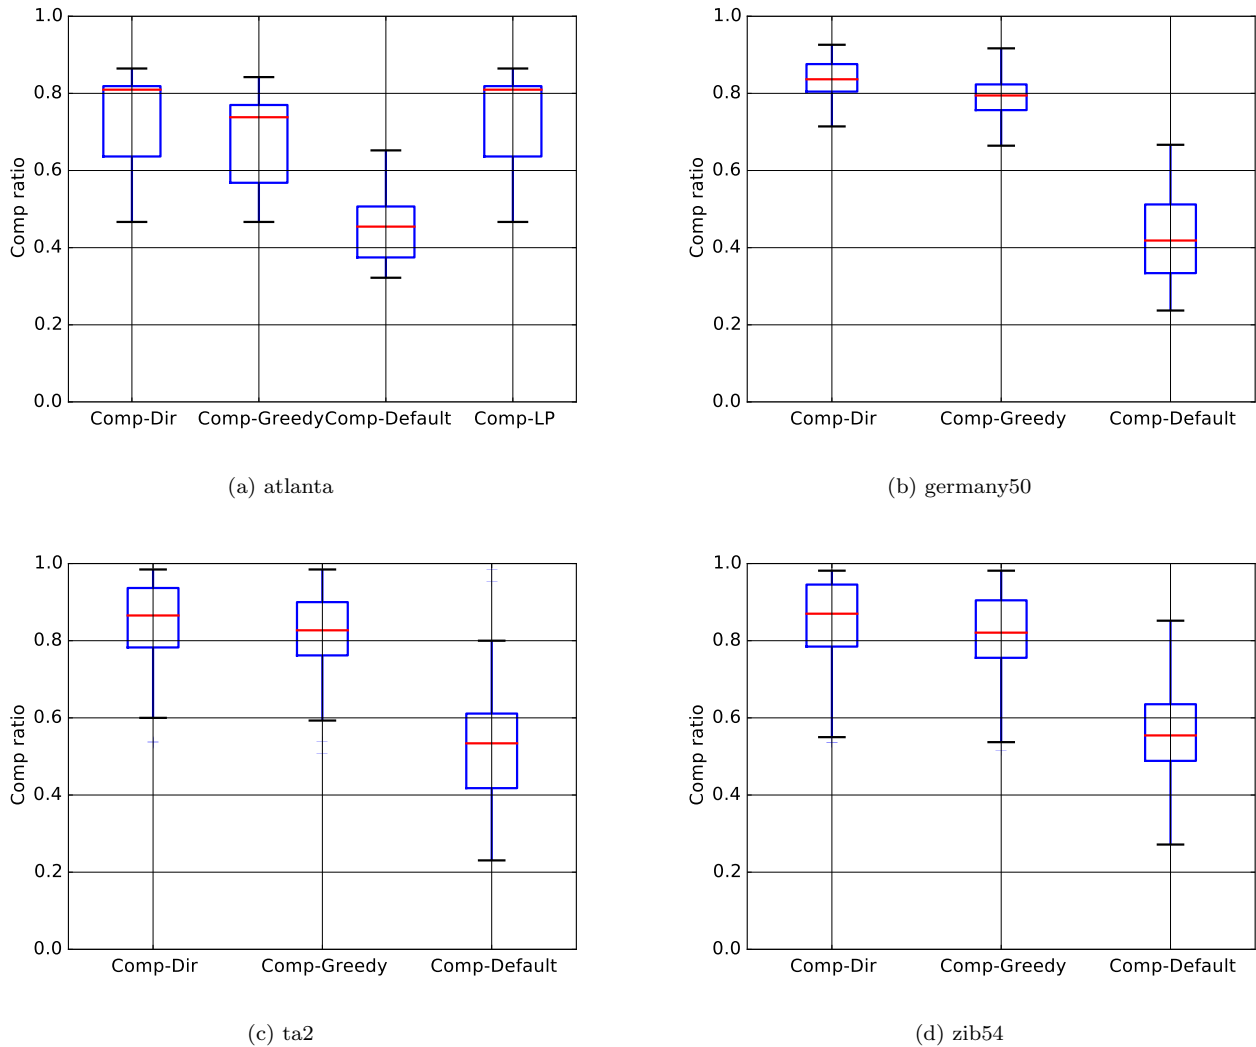 1.0
0.8
0.6
0.4
0.2
0.0
Comp ratio
Comp-Dir Comp-Greedy Comp-Default Comp-LP
(a) atlanta
1.0
0.8
0.6
0.4
0.2
0.0
Comp ratio
Comp-Dir Comp-Greedy Comp-Default
(b) germany50
1.0
0.8
0.6
0.4
0.2
0.0
Comp ratio
Comp-Dir Comp-Greedy Comp-Default
(c) ta2
1.0
0.8
0.6
0.4
0.2
0.0
Comp ratio
Comp-Dir Comp-Greedy Comp-Default
(d) zib54